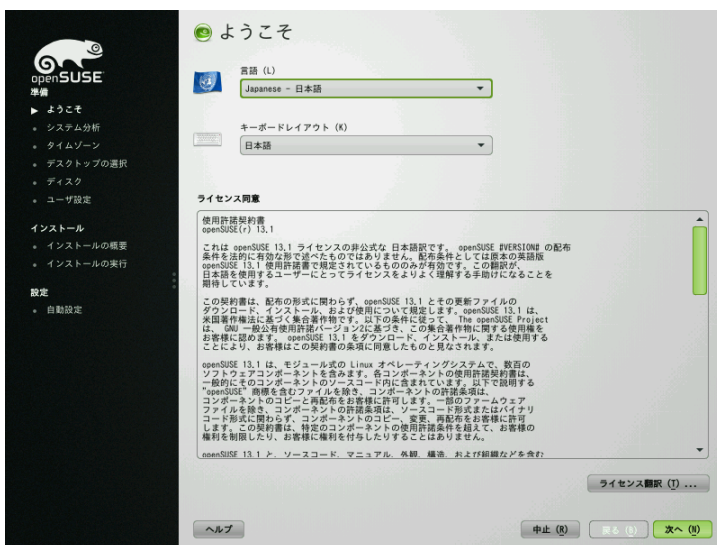 openSUSE
準備
ようこそ
システム分析
タイムゾーン
デスクトップの選択
ディスク
ユーザ設定
インストール
インストールの概要
インストールの実行
設定
自動設定
ようこそ
言語 (L)
Japanese - 日本語
キーボードレイアウト (K)
日本語
ライセンス同意
使用許諾契約書
openSUSE(r) 13.1
これは openSUSE 13.1 ライセンスの非公式な 日本語訳です。 openSUSE #VERSION# の配布
条件を法的に有効な形で述べたものではありません。配布条件としては原本の英語版
openSUSE 13.1 使用許諾書で規定されているもののみが有効です。この翻訳が、
日本語を使用するユーザーにとってライセンスをよりよく理解する手助けになることを
期待しています。
この契約書は、配布の形式に関わらず、openSUSE 13.1 とその更新ファイルの
ダウンロード、インストール、および使用について規定します。openSUSE 13.1 は、
米国著作権法に基づく集合著作物です。以下の条件に従って、 The openSUSE Project
は、 GNU 一般公有使用許諾バージョン2に基づき、この集合著作物に関する使用権を
お客様に認めます。 openSUSE 13.1 をダウンロード、インストール、または使用する
ことにより、お客様はこの契約書の条項に同意したものと見なされます。
openSUSE 13.1 は、モジュール式の Linux オペレーティングシステムで、数百の
ソフトウェアコンポーネントを含みます。各コンポーネントの使用許諾契約書は、
一般的にそのコンポーネントのソースコード内に含まれています。以下で説明する
"openSUSE" 商標を含むファイルを除き、コンポーネントの許諾条項は、
コンポーネントのコピーと再配布をお客様に許可します。一部のファームウェア
ファイルを除き、コンポーネントの許諾条項は、ソースコード形式またはバイナリ
コード形式に関わらず、コンポーネントのコピー、変更、再配布をお客様に許可
します。この契約書は、特定のコンポーネントの使用許諾条件を超えて、お客様の
権利を制限したり、お客様に権利を付与したりすることはありません。
openSUSE 13.1 と、ソースコード、マニュアル、外観、構造、および組織などを含む
ライセンス翻訳 (T) ...
ヘルプ
中止 (R)
戻る (B)
次へ (N)